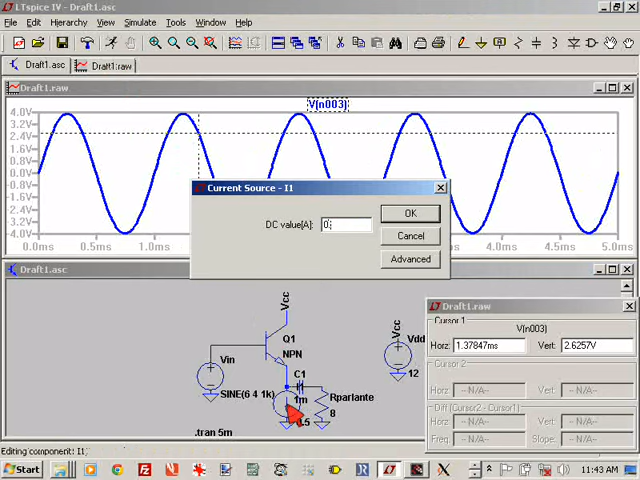 LTspice IV - Draft1.asc
File Edit Hierarchy View Simulate Tools Window Help
Draft1.asc Draft1.raw
Draft1.raw
V(n003)
4.0V
3.2V
2.4V
1.6V
0.8V
0.0V
-0.8V
-1.6V
-2.4V
-3.2V
-4.0V
0.0ms 0.5ms 1.0ms 4.0ms 4.5ms 5.0ms
Current Source - I1
DC value[A]: 0
OK
Cancel
Advanced
Draft1.asc
Vcc
Q1
NPN
Vin
SINE(6 4 1k)
C1
1m
Rparlante
8
.5
.tran 5m
Vcc
Vdd
12
Draft1.raw
Cursor 1
V(n003)
Horz: 1.37847ms Vert: 2.6257V
Cursor 2
Horz: -- N/A-- Vert: -- N/A--
Diff (Cursor2 - Cursor1)
Horz: -- N/A-- Vert: -- N/A--
Freq: -- N/A-- Slope: -- N/A--
Editing component: I1
Start
11:43 AM